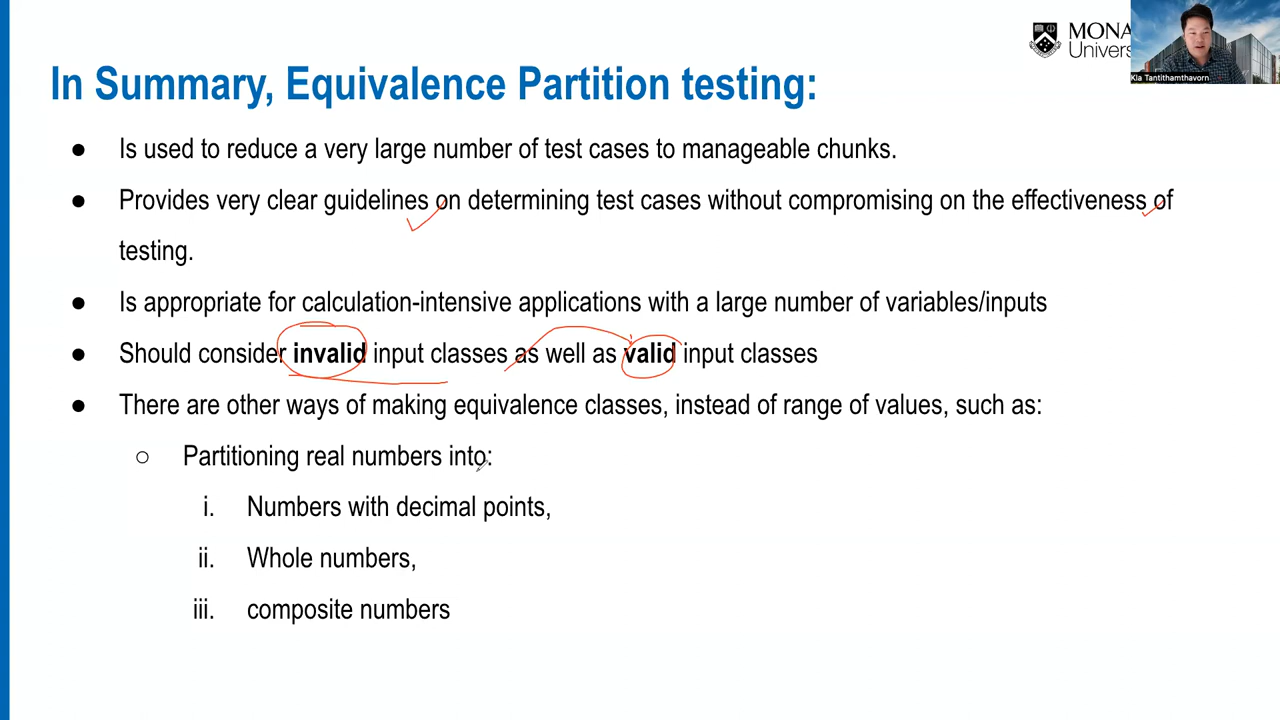 MONA
Univers
Kla Tantithamthavorn
In Summary, Equivalence Partition testing:
● Is used to reduce a very large number of test cases to manageable chunks.
● Provides very clear guidelines on determining test cases without compromising on the effectiveness of
testing.
● Is appropriate for calculation-intensive applications with a large number of variables/inputs
● Should consider invalid input classes as well as valid input classes
● There are other ways of making equivalence classes, instead of range of values, such as:
○ Partitioning real numbers into:
i. Numbers with decimal points,
ii. Whole numbers,
iii. composite numbers